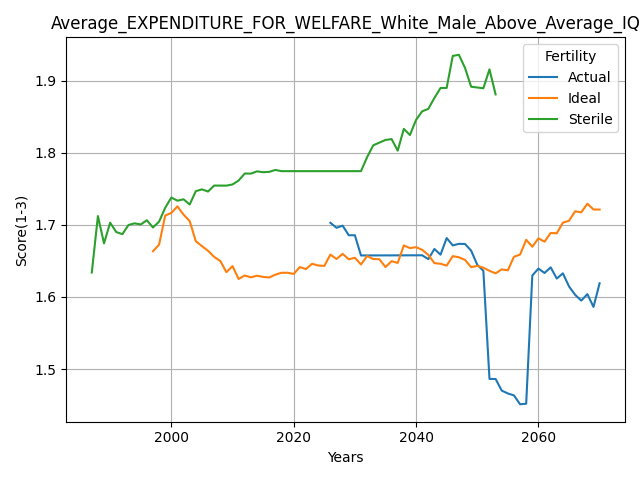 Average_EXPENDITURE_FOR_WELFARE_White_Male_Above_Average_IQ
Fertility
Actual
Ideal
Sterile
Score(1-3)
1.9
1.8
1.7
1.6
1.5
2000
2020
2040
2060
Years